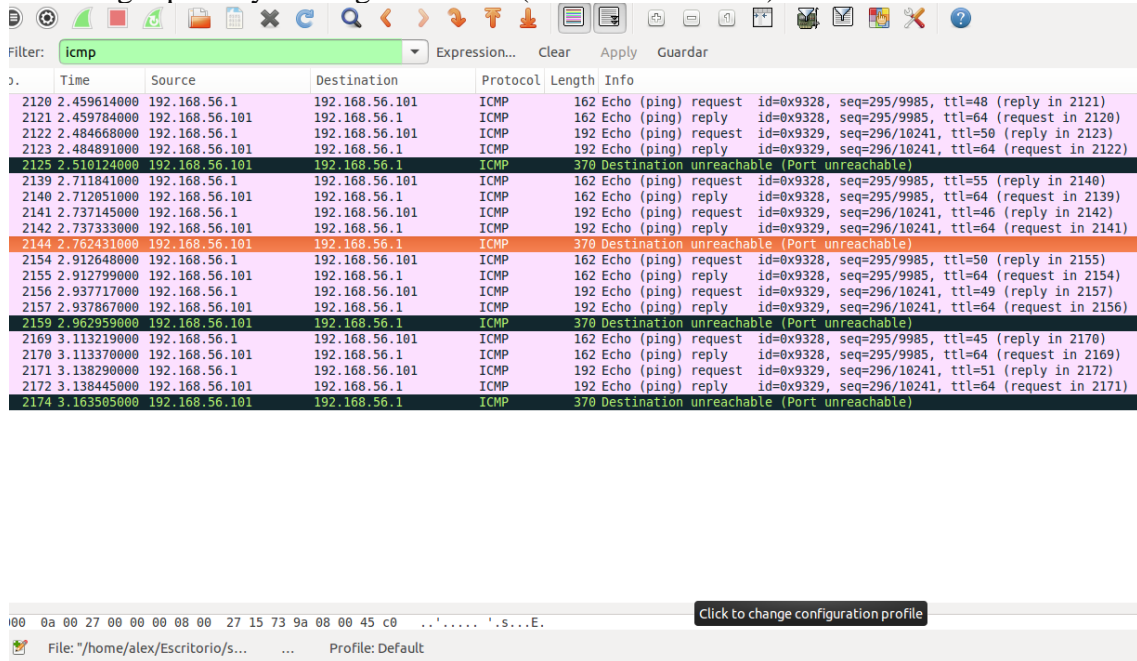 Filter: icmp Expression... Clear Apply Guardar
Time Source Destination Protocol Length Info
2120 2.459614000 192.168.56.1 192.168.56.101 ICMP 162 Echo (ping) request id=0x9328, seq=295/9985, ttl=48 (reply in 2121)
2121 2.459784000 192.168.56.101 192.168.56.1 ICMP 162 Echo (ping) reply id=0x9328, seq=295/9985, ttl=64 (request in 2120)
2122 2.484668000 192.168.56.1 192.168.56.101 ICMP 192 Echo (ping) request id=0x9329, seq=296/10241, ttl=50 (reply in 2123)
2123 2.484891000 192.168.56.101 192.168.56.1 ICMP 192 Echo (ping) reply id=0x9329, seq=296/10241, ttl=64 (request in 2122)
2125 2.510124000 192.168.56.101 192.168.56.1 ICMP 370 Destination unreachable (Port unreachable)
2139 2.711841000 192.168.56.1 192.168.56.101 ICMP 162 Echo (ping) request id=0x9328, seq=295/9985, ttl=55 (reply in 2140)
2140 2.712051000 192.168.56.101 192.168.56.1 ICMP 162 Echo (ping) reply id=0x9328, seq=295/9985, ttl=64 (request in 2139)
2141 2.737145000 192.168.56.1 192.168.56.101 ICMP 192 Echo (ping) request id=0x9329, seq=296/10241, ttl=46 (reply in 2142)
2142 2.737333000 192.168.56.101 192.168.56.1 ICMP 192 Echo (ping) reply id=0x9329, seq=296/10241, ttl=64 (request in 2141)
2144 2.762431000 192.168.56.101 192.168.56.1 ICMP 370 Destination unreachable (Port unreachable)
2154 2.912648000 192.168.56.1 192.168.56.101 ICMP 162 Echo (ping) request id=0x9328, seq=295/9985, ttl=50 (reply in 2155)
2155 2.912799000 192.168.56.101 192.168.56.1 ICMP 162 Echo (ping) reply id=0x9328, seq=295/9985, ttl=64 (request in 2154)
2156 2.937717000 192.168.56.1 192.168.56.101 ICMP 192 Echo (ping) request id=0x9329, seq=296/10241, ttl=49 (reply in 2157)
2157 2.937867000 192.168.56.101 192.168.56.1 ICMP 192 Echo (ping) reply id=0x9329, seq=296/10241, ttl=64 (request in 2156)
2159 2.962959000 192.168.56.101 192.168.56.1 ICMP 370 Destination unreachable (Port unreachable)
2169 3.113219000 192.168.56.1 192.168.56.101 ICMP 162 Echo (ping) request id=0x9328, seq=295/9985, ttl=45 (reply in 2170)
2170 3.113370000 192.168.56.101 192.168.56.1 ICMP 162 Echo (ping) reply id=0x9328, seq=295/9985, ttl=64 (request in 2169)
2171 3.138290000 192.168.56.1 192.168.56.101 ICMP 192 Echo (ping) request id=0x9329, seq=296/10241, ttl=51 (reply in 2172)
2172 3.138445000 192.168.56.101 192.168.56.1 ICMP 192 Echo (ping) reply id=0x9329, seq=296/10241, ttl=64 (request in 2171)
2174 3.163505000 192.168.56.101 192.168.56.1 ICMP 370 Destination unreachable (Port unreachable)
Click to change configuration profile
00 0a 00 27 00 00 00 08 00 27 15 73 9a 08 00 45 c0 ..'..... '.s...E.
File: "/home/alex/Escritorio/s... ... Profile: Default